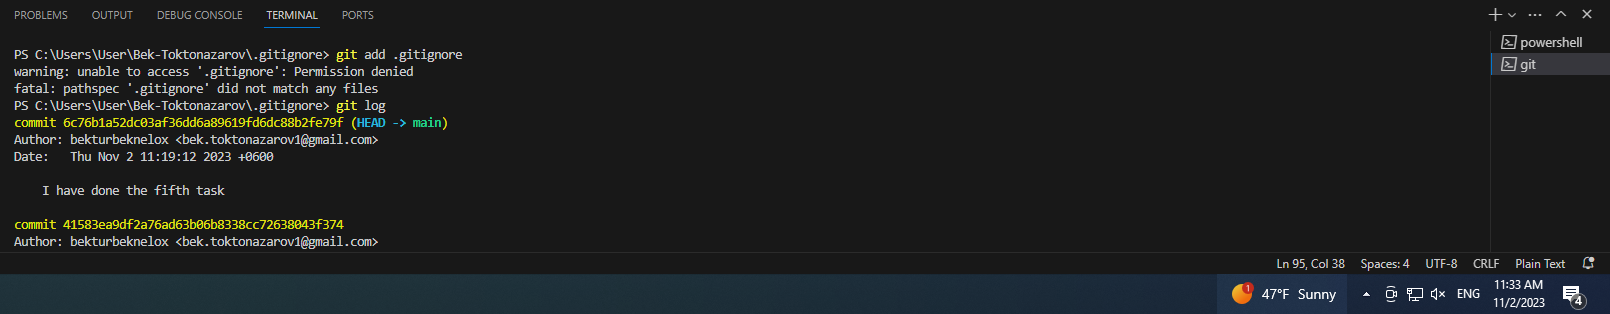 PROBLEMS OUTPUT DEBUG CONSOLE TERMINAL PORTS
PS C:\Users\User\Bek-Toktonazarov\.gitignore> git add .gitignore
warning: unable to access '.gitignore': Permission denied
fatal: pathspec '.gitignore' did not match any files
PS C:\Users\User\Bek-Toktonazarov\.gitignore> git log
commit 6c76b1a52dc03af36dd6a89619fd6dc88b2fe79f (HEAD -> main)
Author: bekturbeknelox <bek.toktonazarov1@gmail.com>
Date:   Thu Nov 2 11:19:12 2023 +0600
    I have done the fifth task
commit 41583ea9df2a76ad63b06b8338cc72638043f374
Author: bekturbeknelox <bek.toktonazarov1@gmail.com>
powershell
git
Ln 95, Col 38 Spaces: 4 UTF-8 CRLF Plain Text
1 47°F Sunny ENG 11:33 AM
11/2/2023 4